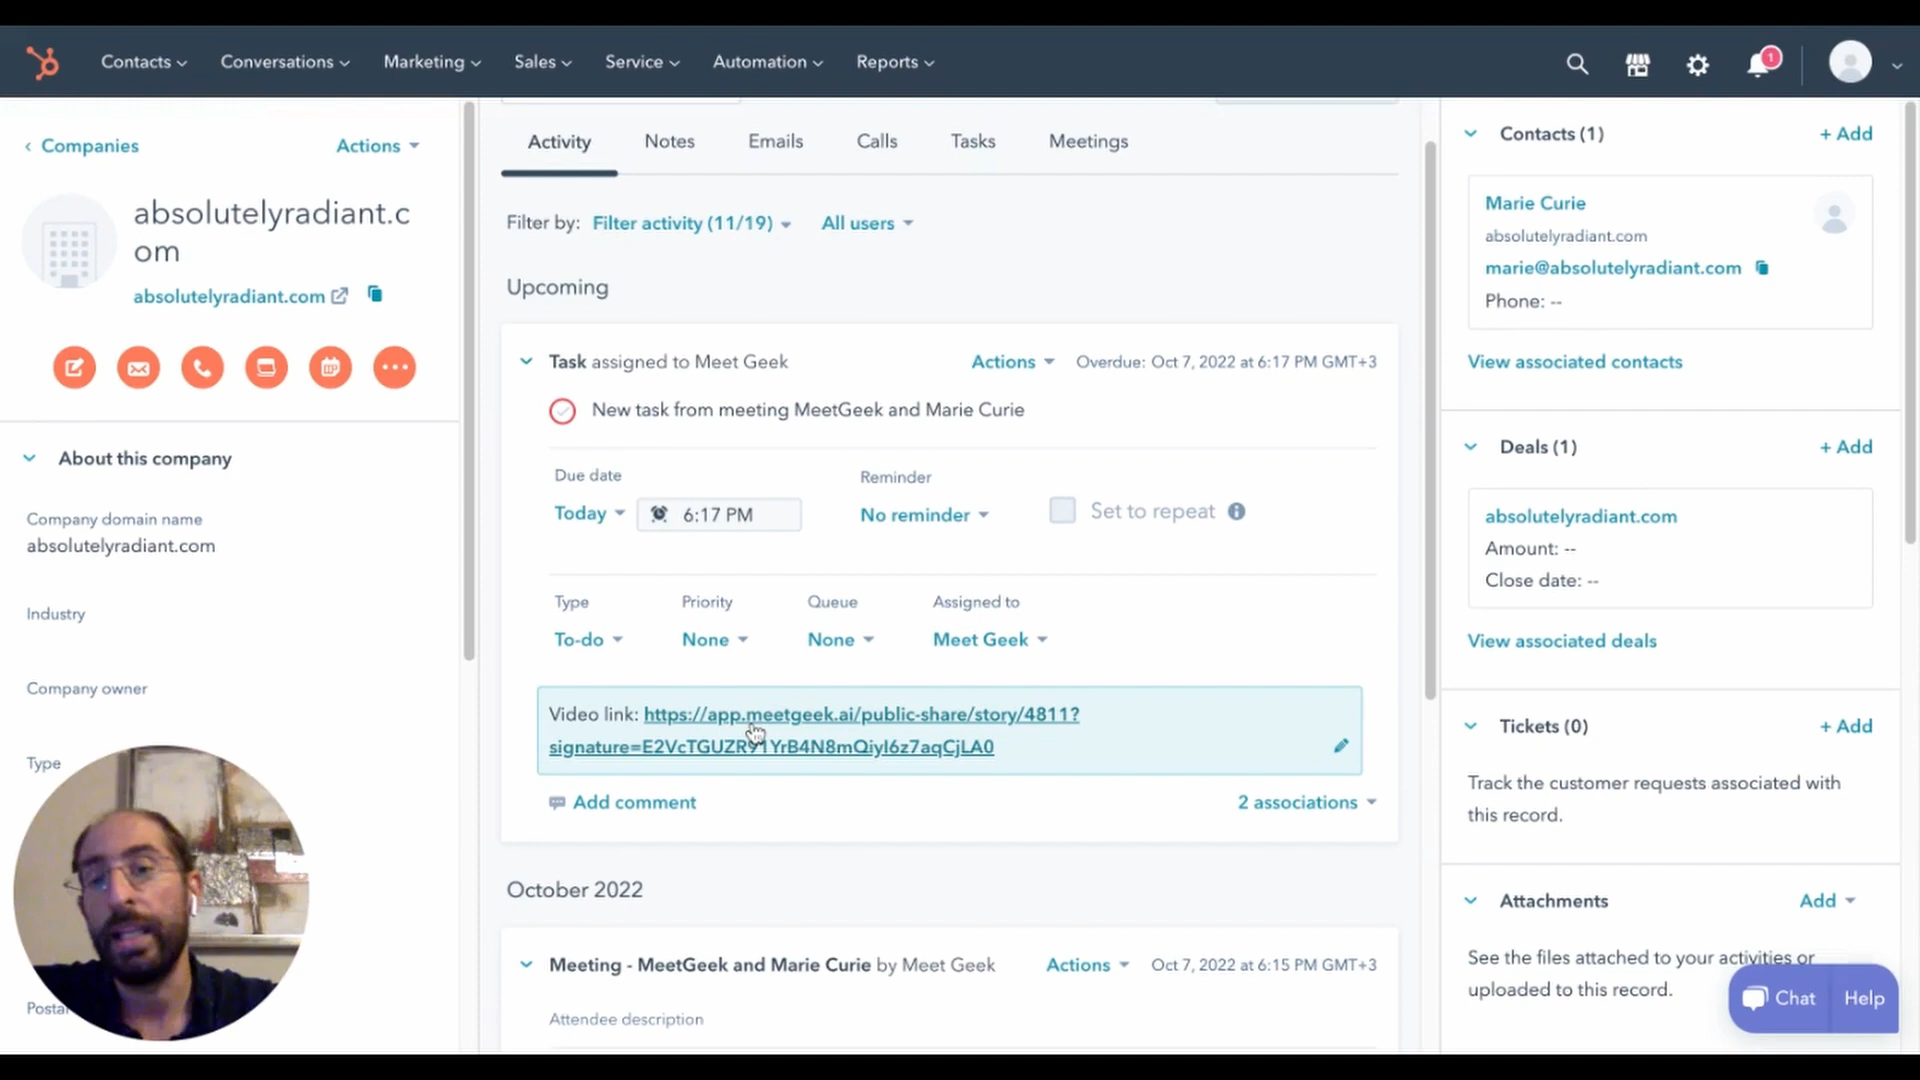 Contacts
Conversations
Marketing
Sales
Service
Automation
Reports
1
Companies
Actions
absolutelyradiant.c
om
absolutelyradiant.com
About this company
Company domain name
absolutelyradiant.com
Industry
Company owner
Type
Postal
Activity
Notes
Emails
Calls
Tasks
Meetings
Filter by: Filter activity (11/19)
All users
Upcoming
Task assigned to Meet Geek
Actions
Overdue: Oct 7, 2022 at 6:17 PM GMT+3
New task from meeting MeetGeek and Marie Curie
Due date
Today
6:17 PM
Reminder
No reminder
Set to repeat
Type
To-do
Priority
None
Queue
None
Assigned to
Meet Geek
Video link: https://app.meetgeek.ai/public-share/story/4811?
signature=E2VcTGUZR91YrB4N8mQiyI6z7aqCjLA0
Add comment
2 associations
October 2022
Meeting - MeetGeek and Marie Curie by Meet Geek
Actions
Oct 7, 2022 at 6:15 PM GMT+3
Attendee description
Contacts (1)
+ Add
Marie Curie
absolutelyradiant.com
marie@absolutelyradiant.com
Phone: --
View associated contacts
Deals (1)
+ Add
absolutelyradiant.com
Amount: --
Close date: --
View associated deals
Tickets (0)
+ Add
Track the customer requests associated with
this record.
Attachments
Add
See the files attached to your activities or
uploaded to this record.
Chat
Help